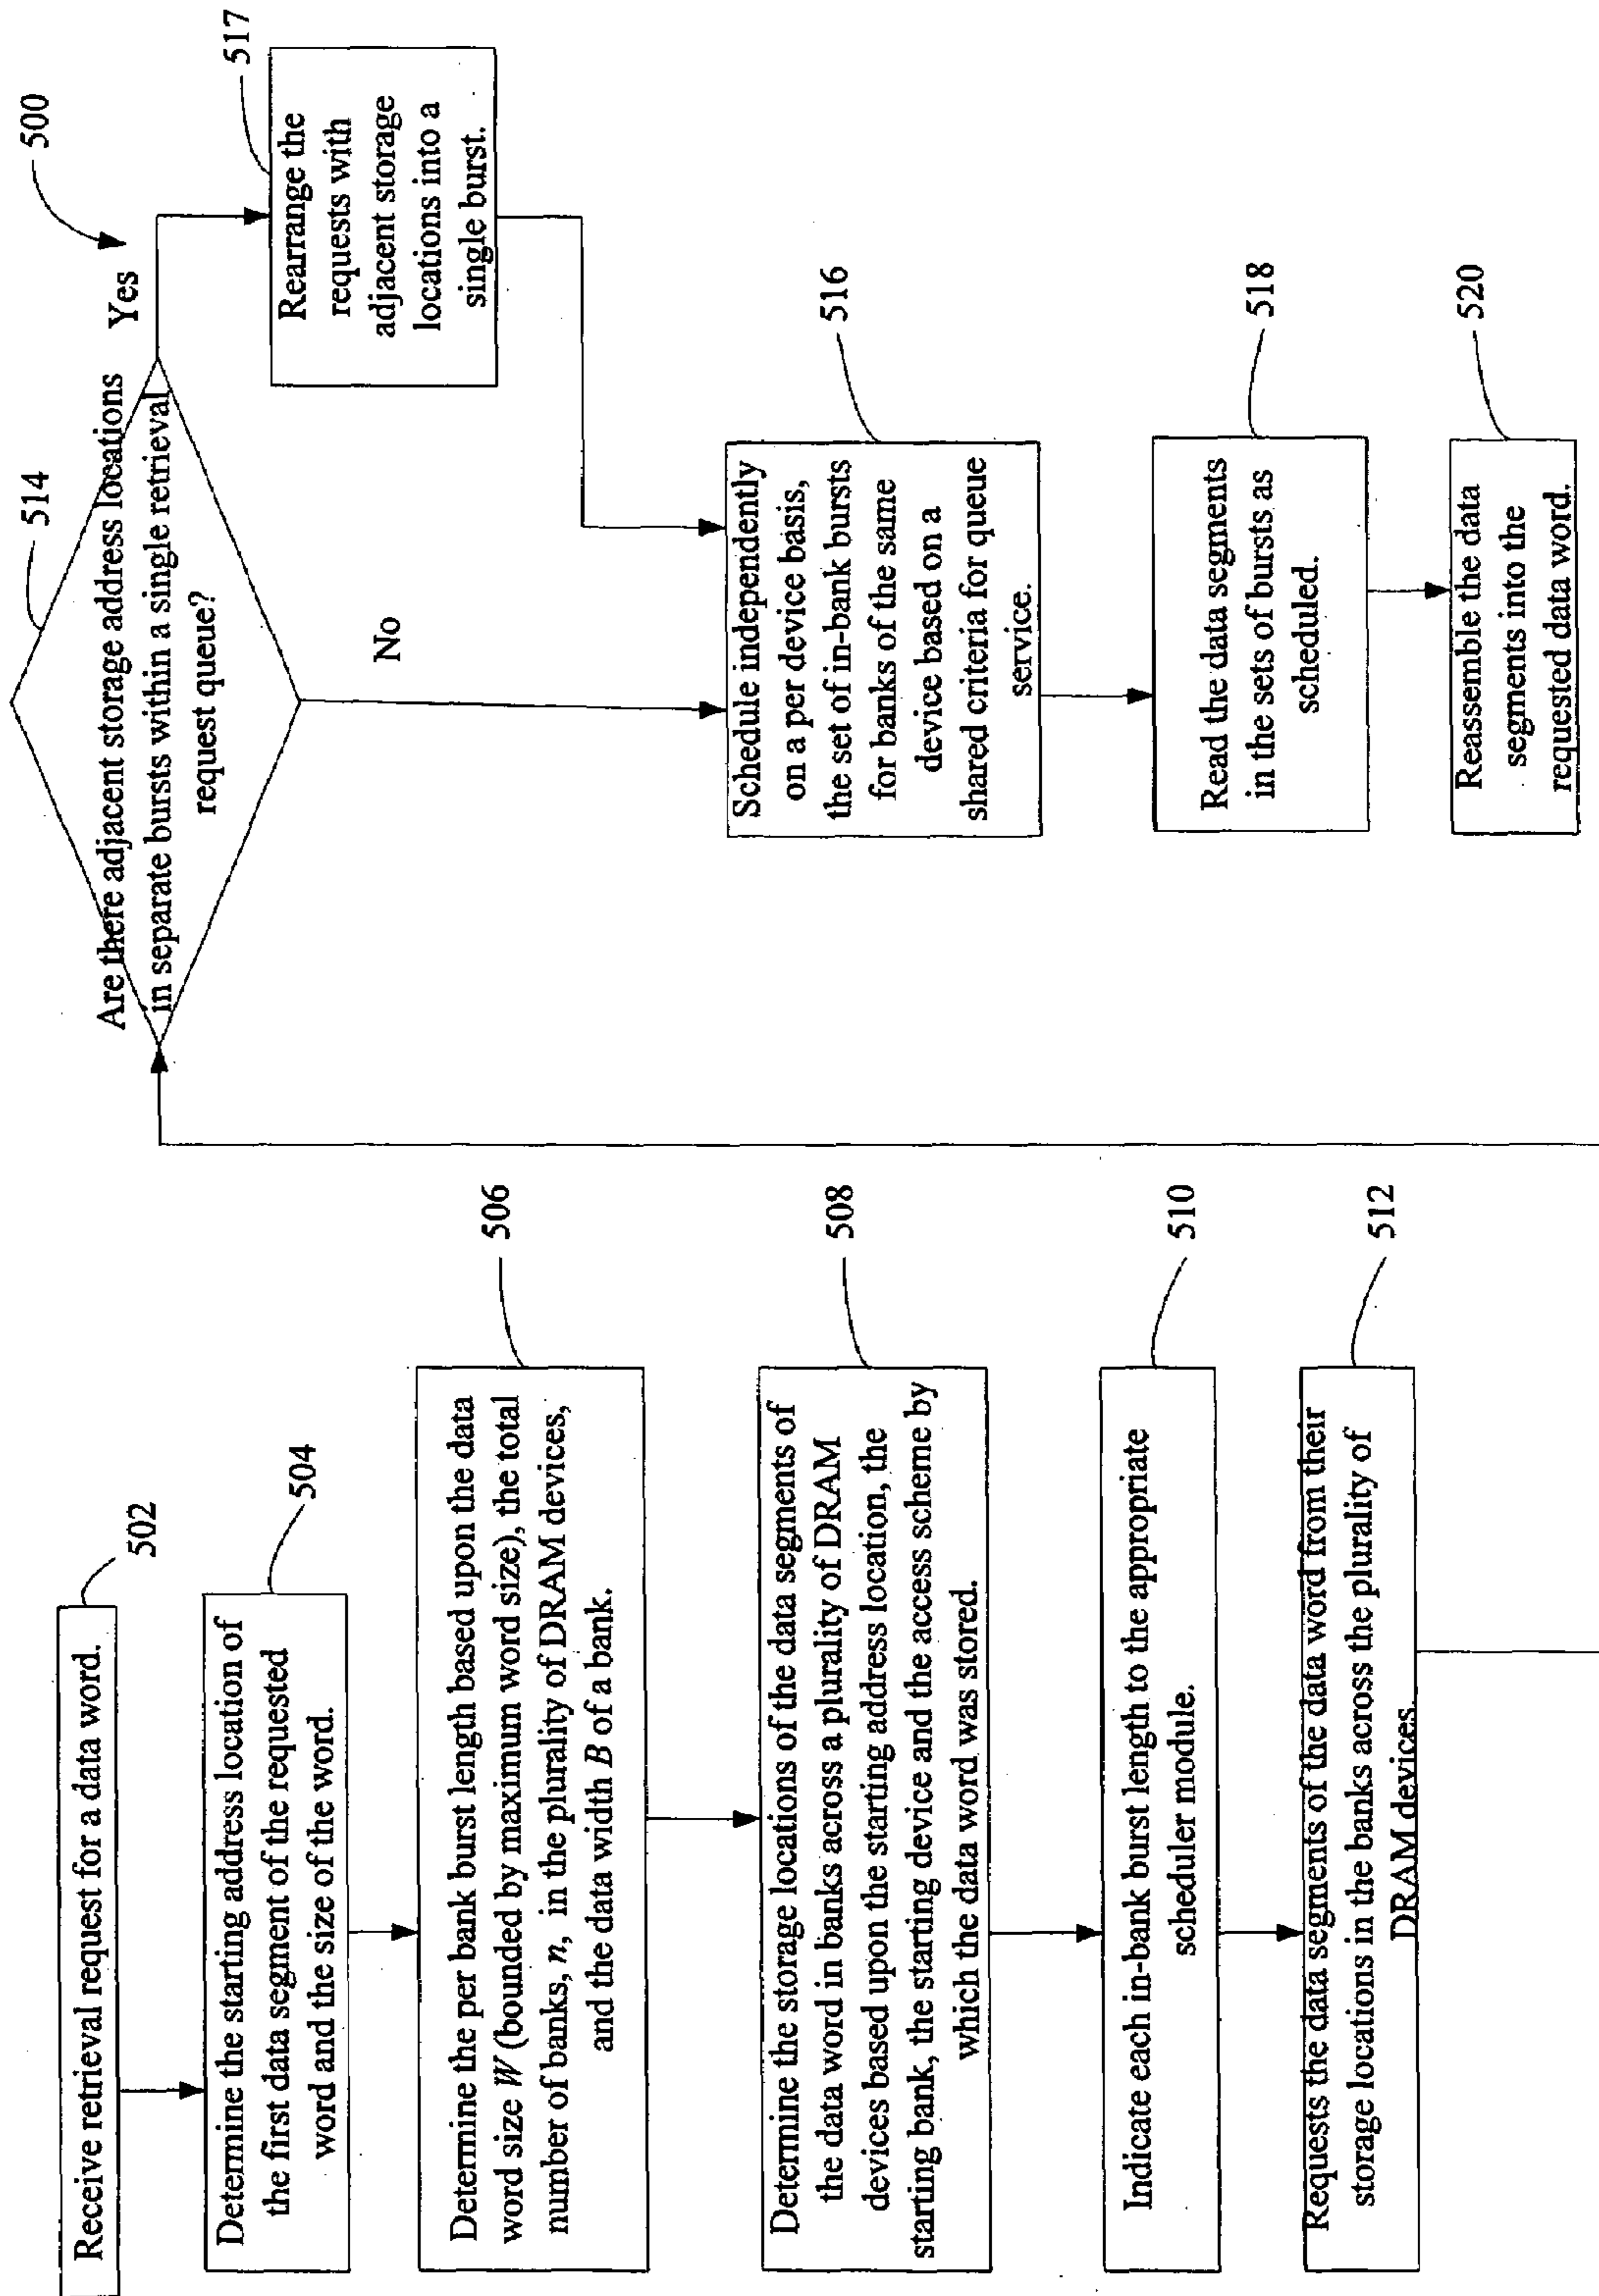 500
502
Receive retrieval request for a data word.
504
Determine the starting address location of
the first data segment of the requested
word and the size of the word.
506
Determine the per bank burst length based upon the data
word size W (bounded by maximum word size), the total
number of banks, n, in the plurality of DRAM devices,
and the data width B of a bank.
508
Determine the storage locations of the data segments of
the data word in banks across a plurality of DRAM
devices based upon the starting address location, the
starting bank, the starting device and the access scheme by
which the data word was stored.
510
Indicate each in-bank burst length to the appropriate
scheduler module.
512
Requests the data segments of the data word from their
storage locations in the banks across the plurality of
DRAM devices.
514
Are there adjacent storage address locations
in separate bursts within a single retrieval
request queue?
Yes
No
517
Rearrange the
requests with
adjacent storage
locations into a
single burst.
516
Schedule independently
on a per device basis,
the set of in-bank bursts
for banks of the same
device based on a
shared criteria for queue
service.
518
Read the data segments
in the sets of bursts as
scheduled.
520
Reassemble the data
segments into the
requested data word.